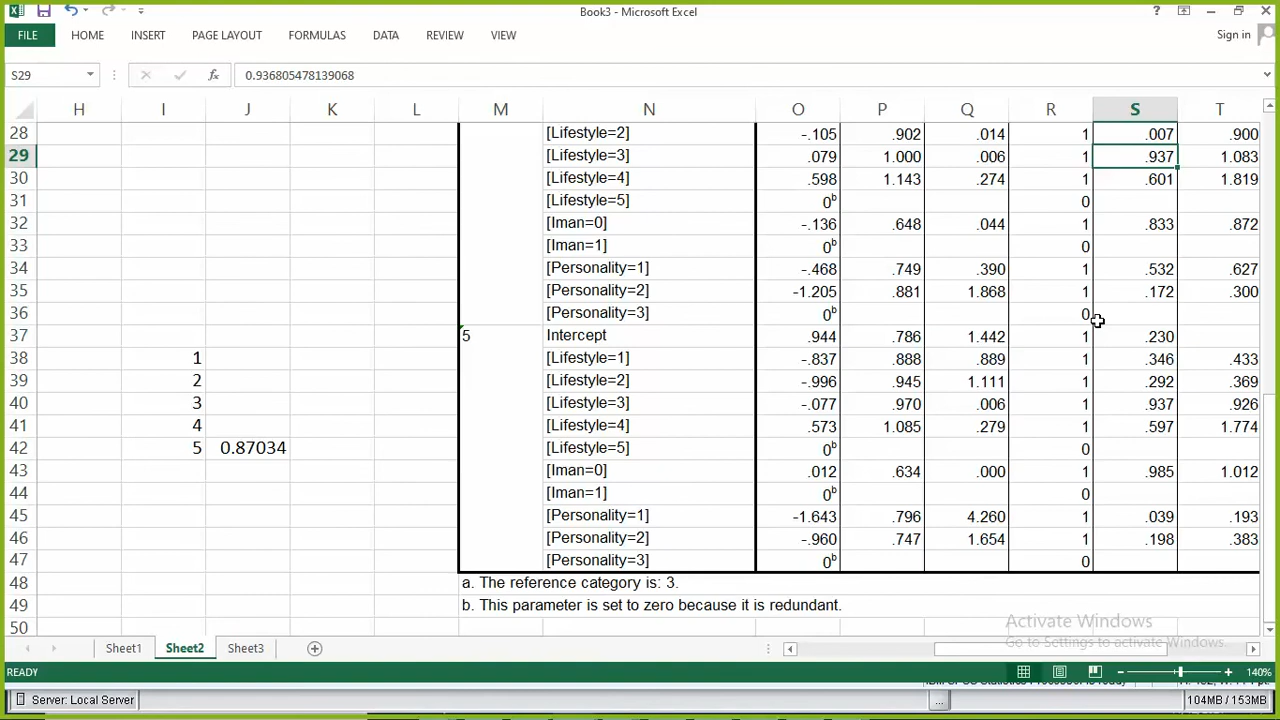 Book3 - Microsoft Excel
FILE HOME INSERT PAGE LAYOUT FORMULAS DATA REVIEW VIEW Sign in
S29 fx 0.936805478139068
H I J K L M N O P Q R S T
28 [Lifestyle=2] -.105 .902 .014 1 .007 .900
29 [Lifestyle=3] .079 1.000 .006 1 .937 1.083
30 [Lifestyle=4] .598 1.143 .274 1 .601 1.819
31 [Lifestyle=5] 0b 0
32 [Iman=0] -.136 .648 .044 1 .833 .872
33 [Iman=1] 0b 0
34 [Personality=1] -.468 .749 .390 1 .532 .627
35 [Personality=2] -1.205 .881 1.868 1 .172 .300
36 [Personality=3] 0b 0
37 5 Intercept .944 .786 1.442 1 .230
38 1 [Lifestyle=1] -.837 .888 .889 1 .346 .433
39 2 [Lifestyle=2] -.996 .945 1.111 1 .292 .369
40 3 [Lifestyle=3] -.077 .970 .006 1 .937 .926
41 4 [Lifestyle=4] .573 1.085 .279 1 .597 1.774
42 5 0.87034 [Lifestyle=5] 0b 0
43 [Iman=0] .012 .634 .000 1 .985 1.012
44 [Iman=1] 0b 0
45 [Personality=1] -1.643 .796 4.260 1 .039 .193
46 [Personality=2] -.960 .747 1.654 1 .198 .383
47 [Personality=3] 0b 0
48 a. The reference category is: 3.
49 b. This parameter is set to zero because it is redundant.
50
Activate Windows
Go to Settings to activate Windows.
Sheet1 Sheet2 Sheet3
READY 140%
Server: Local Server ... 104MB / 153MB